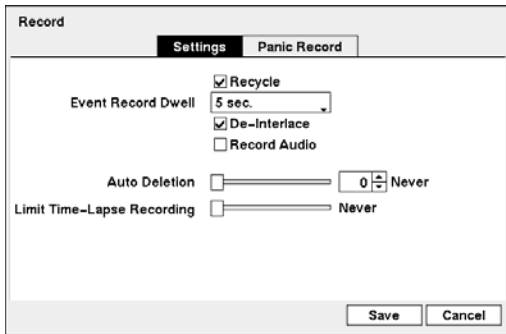 Record
Settings Panic Record
Recycle
Event Record Dwell 5 sec.
De-Interlace
Record Audio
Auto Deletion 0 Never
Limit Time-Lapse Recording Never
Save Cancel